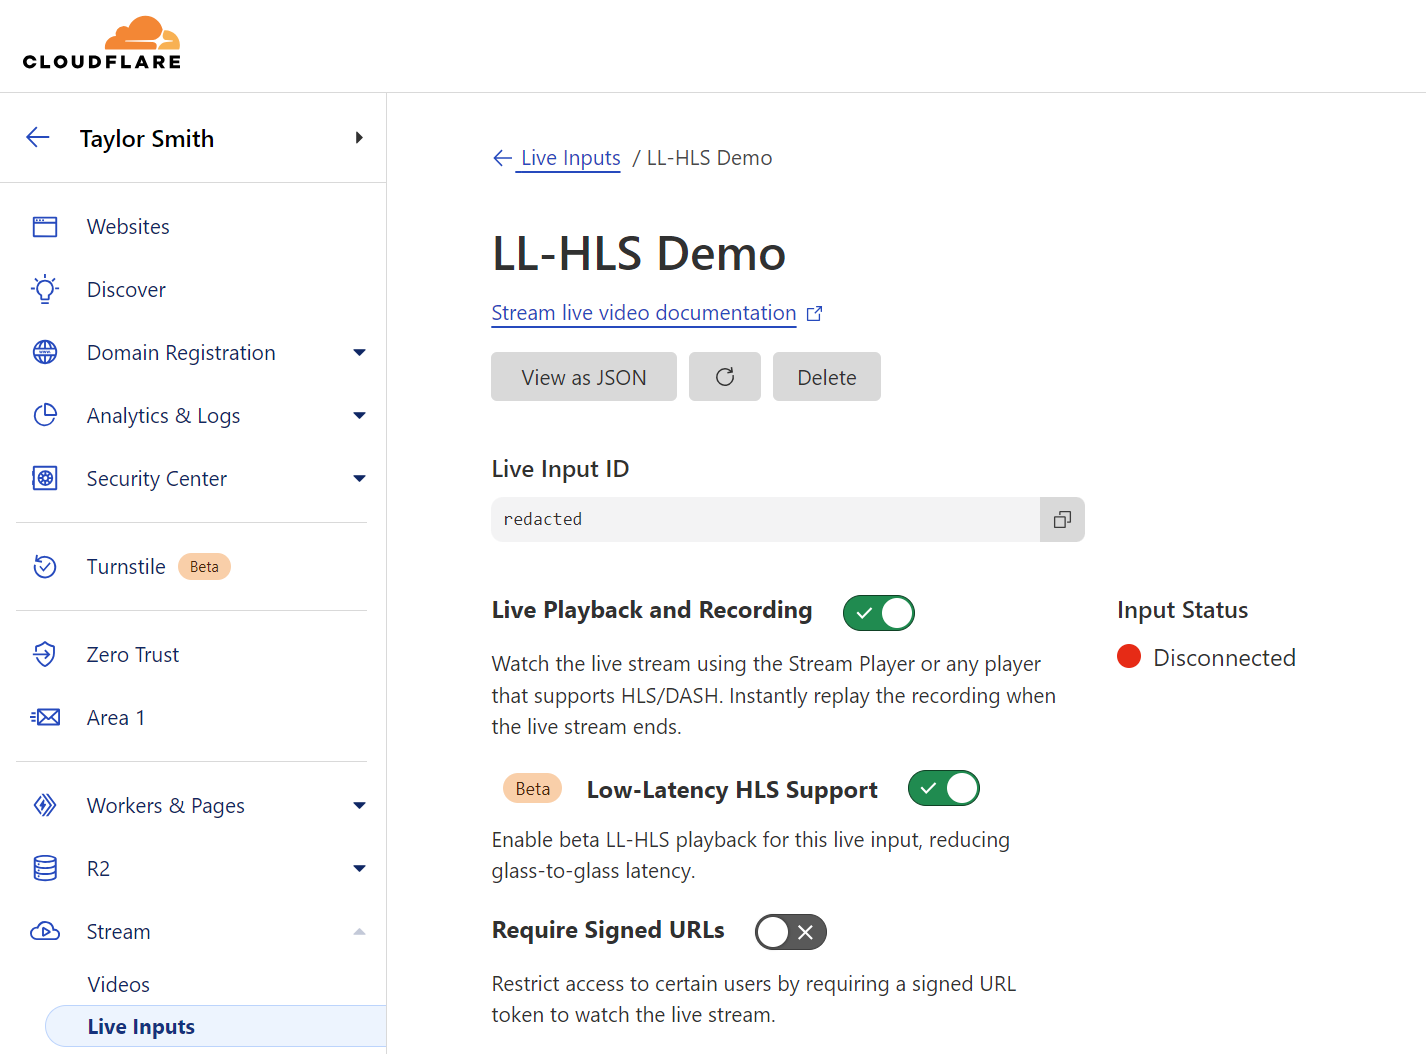 CLOUDFLARE
Taylor Smith
Websites
Discover
Domain Registration
Analytics & Logs
Security Center
Turnstile Beta
Zero Trust
Area 1
Workers & Pages
R2
Stream
Videos
Live Inputs
Live Inputs / LL-HLS Demo
LL-HLS Demo
Stream live video documentation
View as JSON Delete
Live Input ID
redacted
Live Playback and Recording
Watch the live stream using the Stream Player or any player
that supports HLS/DASH. Instantly replay the recording when
the live stream ends.
Beta Low-Latency HLS Support
Enable beta LL-HLS playback for this live input, reducing
glass-to-glass latency.
Require Signed URLs
Restrict access to certain users by requiring a signed URL
token to watch the live stream.
Input Status
Disconnected